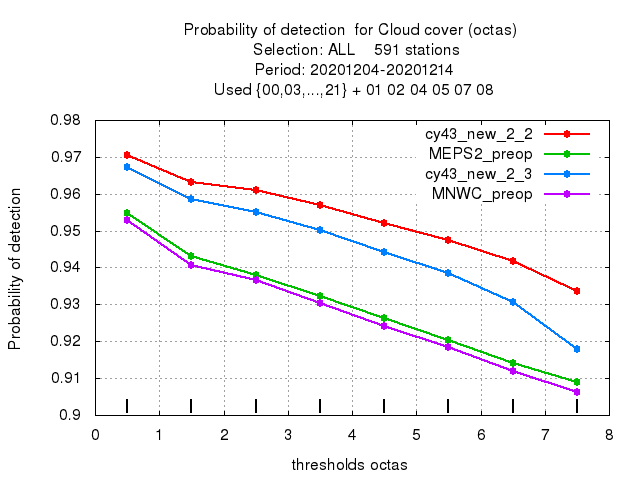 Probability of detection  for Cloud cover (octas)
Selection: ALL    591 stations
Period: 20201204-20201214
Used {00,03,...,21} + 01 02 04 05 07 08
cy43_new_2_2
MEPS2_preop
cy43_new_2_3
MNWC_preop
Probability of detection
0.98
0.97
0.96
0.95
0.94
0.93
0.92
0.91
0.9
0 1 2 3 4 5 6 7 8
thresholds octas